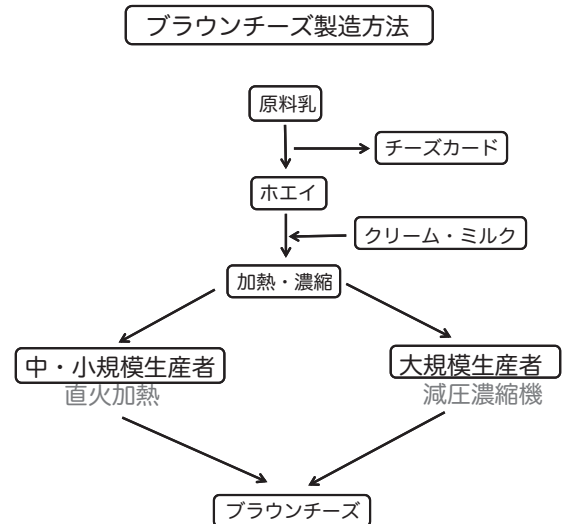 ブラウンチーズ製造方法
原料乳
チーズカード
ホエイ
クリーム・ミルク
加熱・濃縮
中・小規模生産者
直火加熱
大規模生産者
減圧濃縮機
ブラウンチーズ